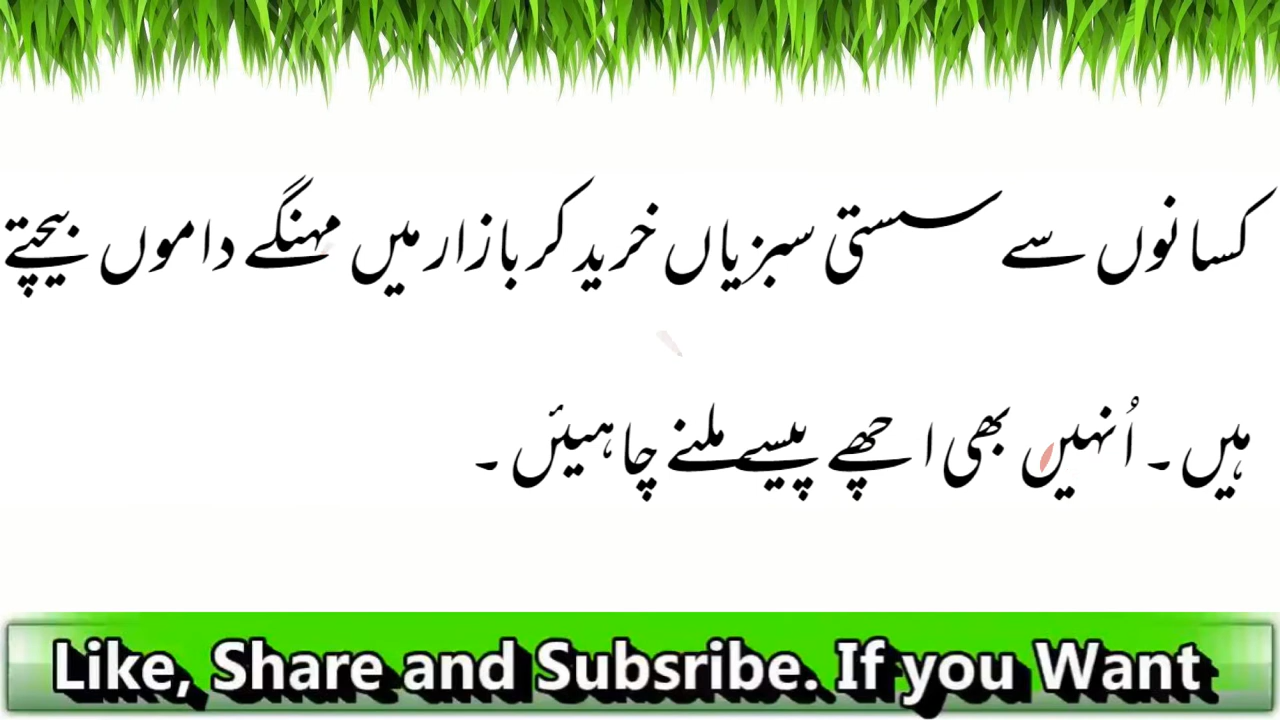 کسانوں سے سستی سبزیاں خرید کر بازار میں مہنگے داموں بیچتے
ہیں ۔ اُنہیں بھی اچھے پیسے ملنے چاہیئں ۔
Like, Share and Subsribe. If you Want